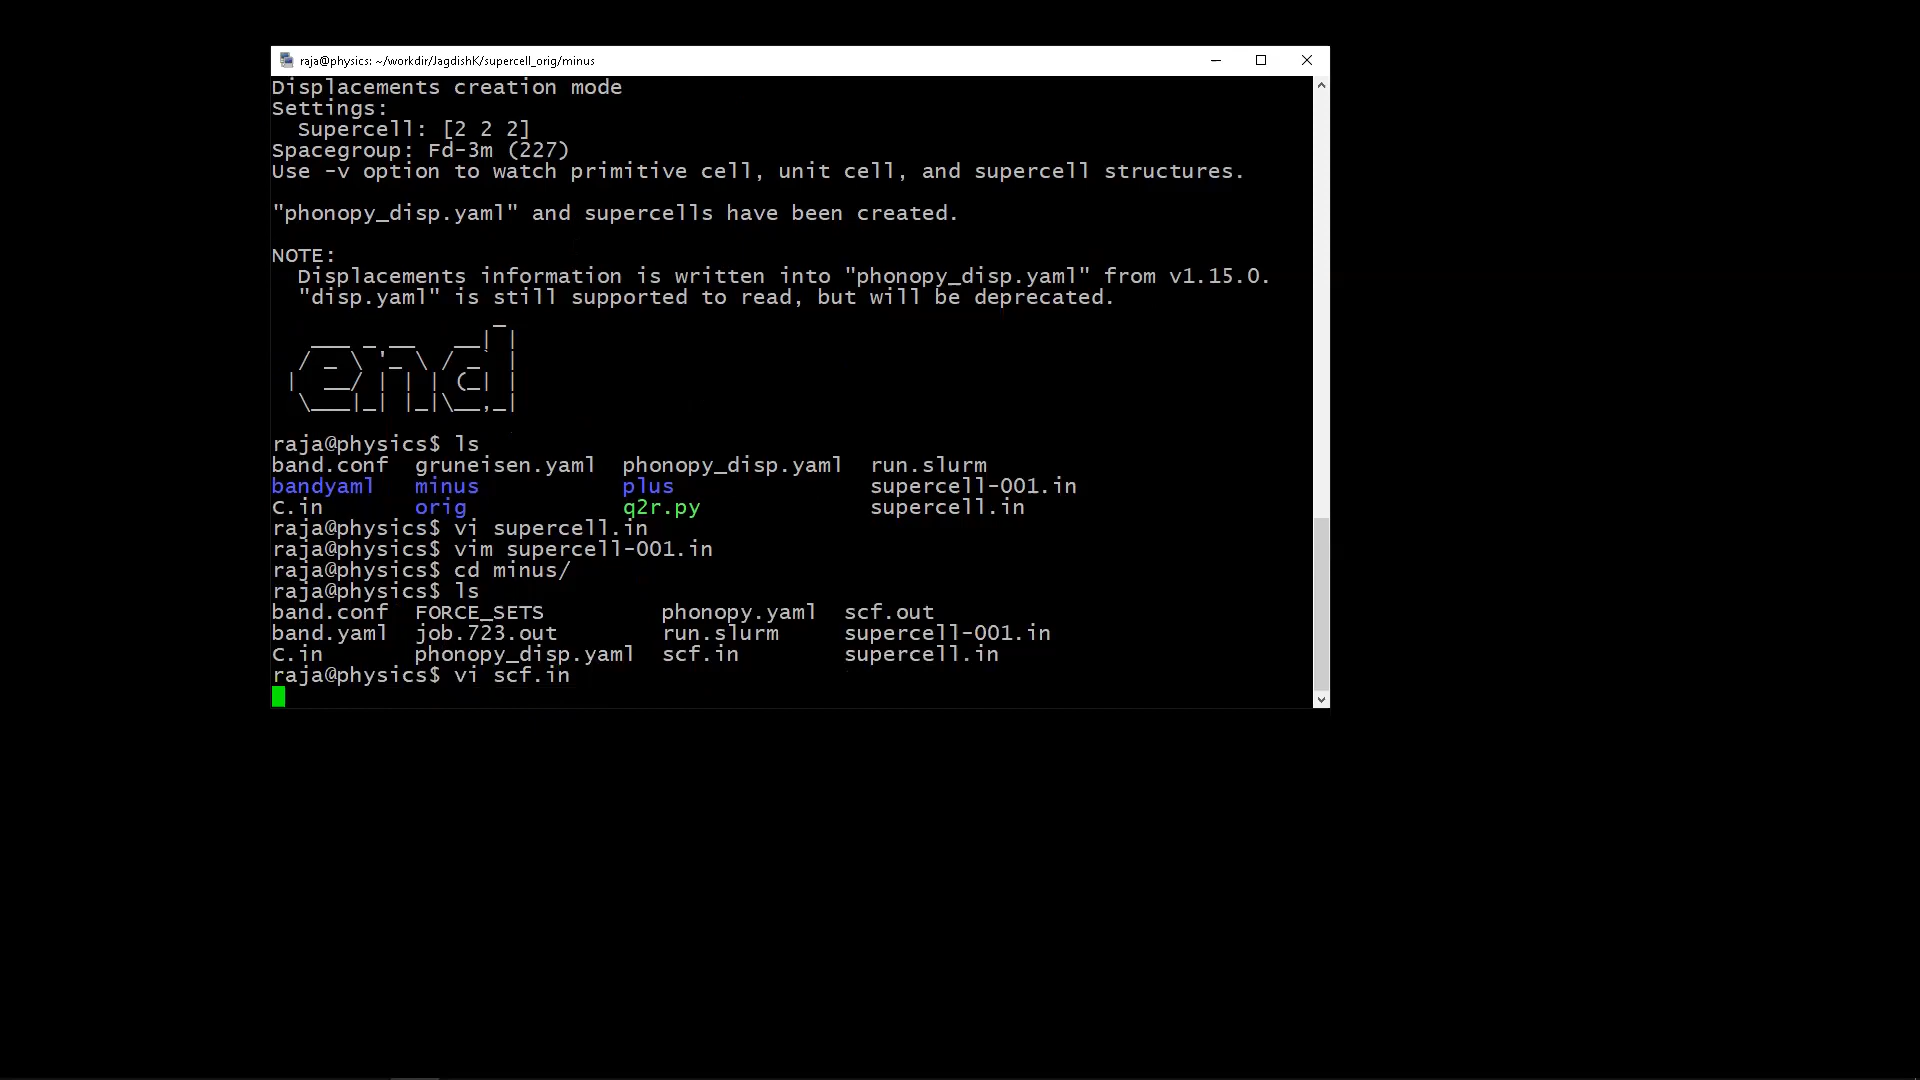 raja@physics: ~/workdir/JagdishK/supercell_orig/minus
Displacements creation mode
Settings:
  Supercell: [2 2 2]
Spacegroup: Fd-3m (227)
Use -v option to watch primitive cell, unit cell, and supercell structures.
"phonopy_disp.yaml" and supercells have been created.
NOTE:
  Displacements information is written into "phonopy_disp.yaml" from v1.15.0.
  "disp.yaml" is still supported to read, but will be deprecated.
end
raja@physics$ ls
band.conf  gruneisen.yaml  phonopy_disp.yaml  run.slurm
bandyaml   minus           plus               supercell-001.in
C.in       orig            q2r.py             supercell.in
raja@physics$ vi supercell.in
raja@physics$ vim supercell-001.in
raja@physics$ cd minus/
raja@physics$ ls
band.conf  FORCE_SETS         phonopy.yaml  scf.out
band.yaml  job.723.out        run.slurm     supercell-001.in
C.in       phonopy_disp.yaml  scf.in        supercell.in
raja@physics$ vi scf.in